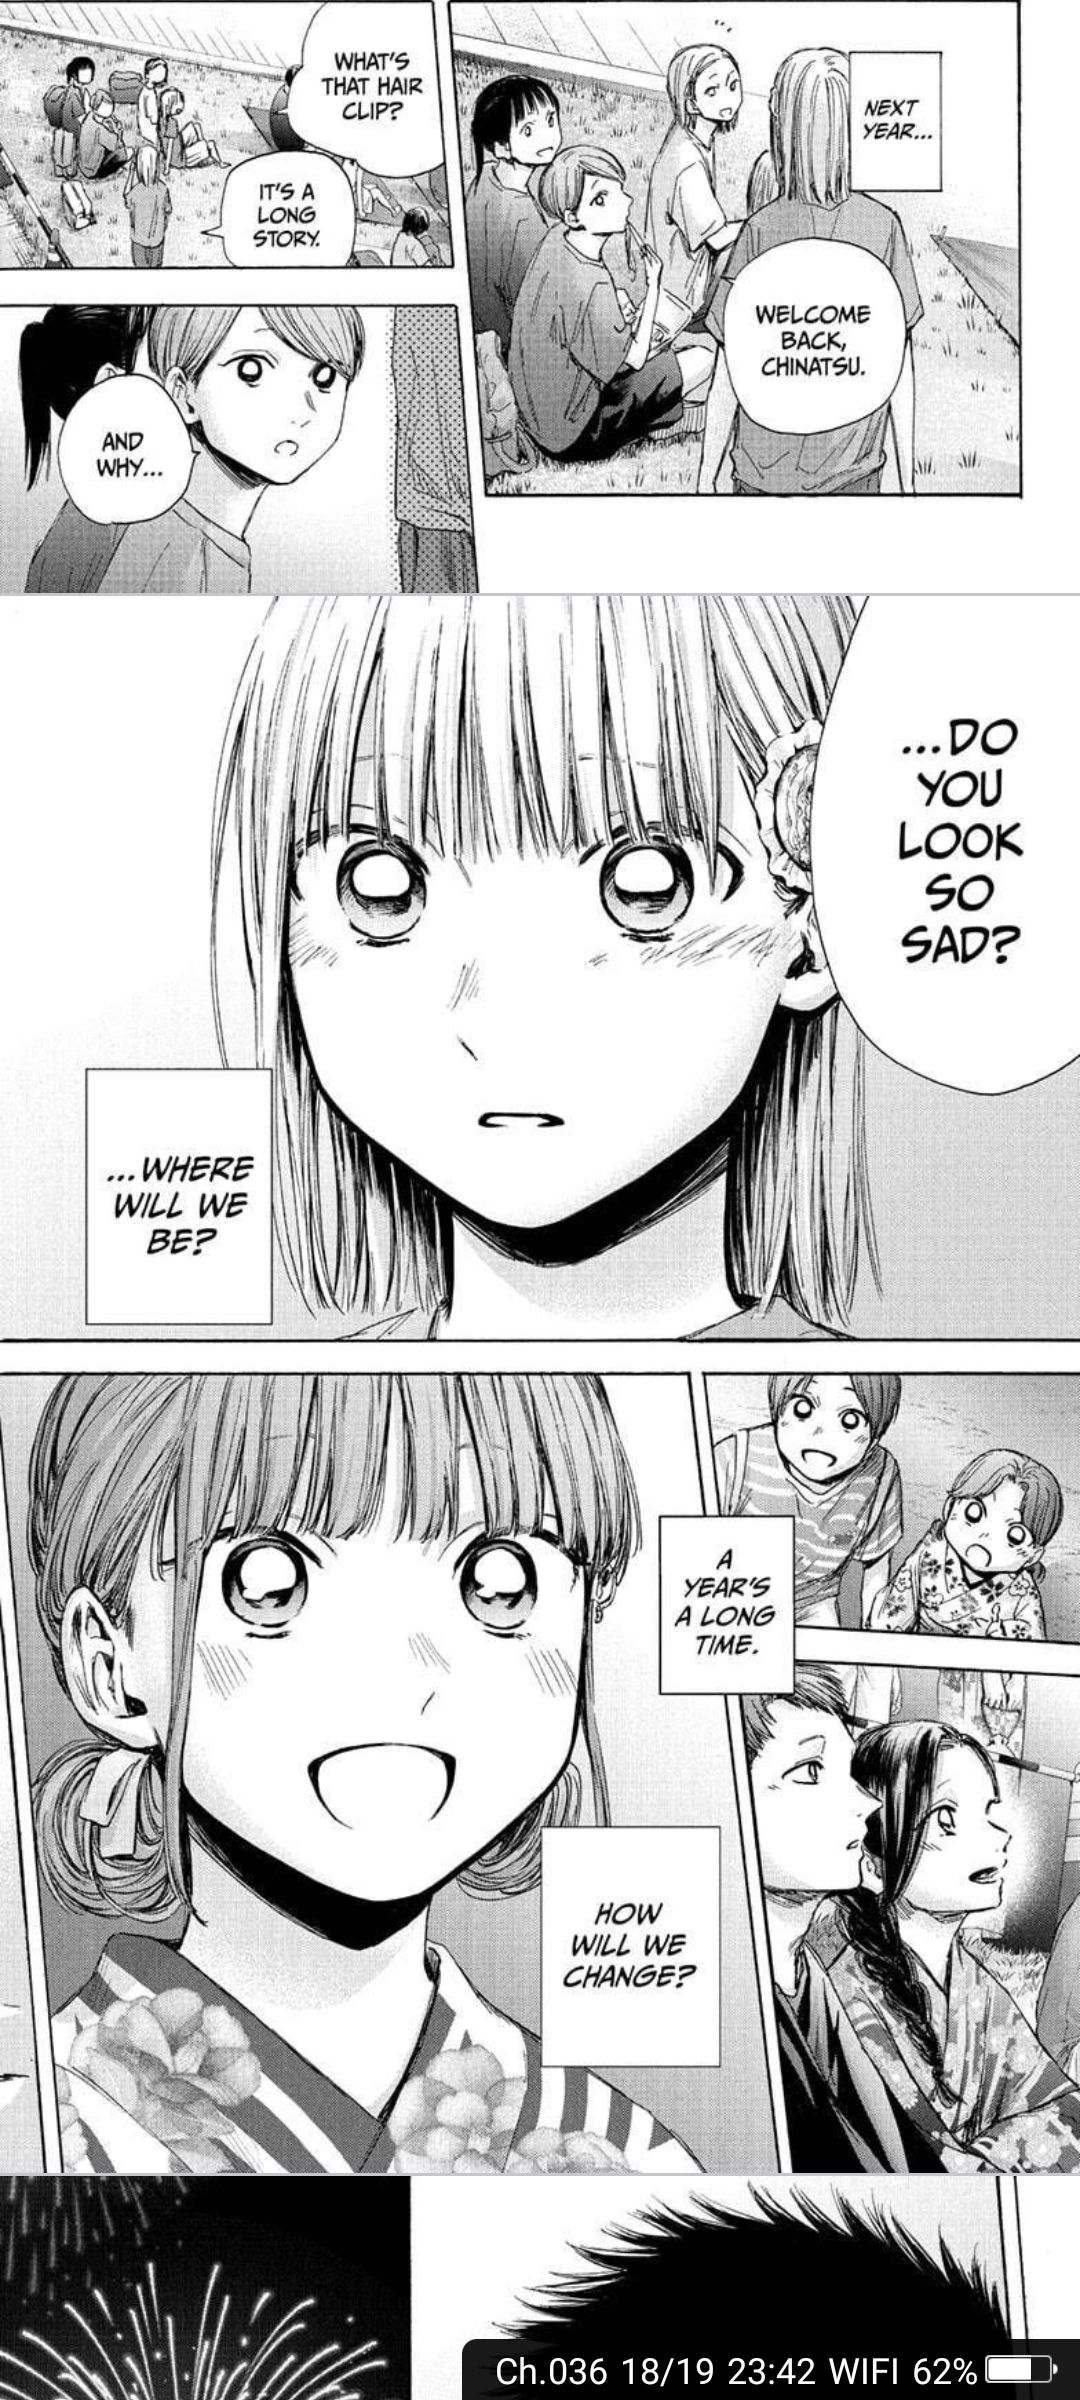 NEXT
YEAR...
WELCOME
BACK,
CHINATSU.
WHAT'S
THAT HAIR
CLIP?
IT'S A
LONG
STORY.
AND
WHY...
...DO
YOU
LOOK
SO
SAD?
...WHERE
WILL WE
BE?
A
YEAR'S
A LONG
TIME.
HOW
WILL WE
CHANGE?
Ch.036 18/19 23:42 WIFI 62%